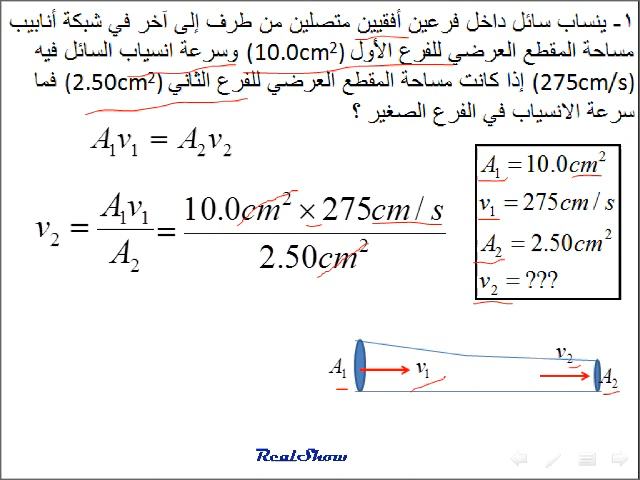 ١- ينساب سائل داخل فرعين أفقيين متصلين من طرف إلى آخر في شبكة أنابيب
مساحة المقطع العرضي للفرع الأول (10.0cm²) وسرعة انسياب السائل فيه
(275cm/s) إذا كانت مساحة المقطع العرضي للفرع الثاني (2.50cm²) فما
سرعة الانسياب في الفرع الصغير ؟
A₁v₁ = A₂v₂
v₂ = A₁v₁ / A₂ = 10.0cm² × 275cm / s / 2.50cm²
A₁ = 10.0cm²
v₁ = 275cm / s
A₂ = 2.50cm²
v₂ = ???
A₁ v₁ v₂ A₂
RealShow